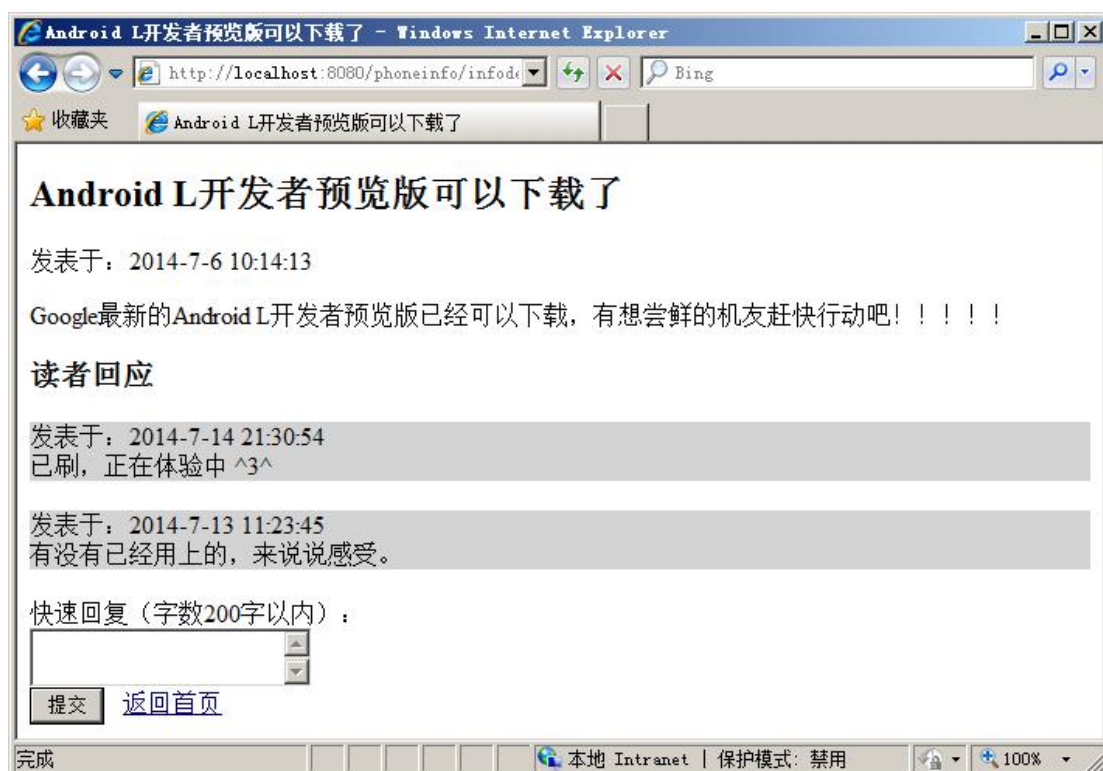 Android L开发者预览版可以下载了 - Windows Internet Explorer
http://localhost:8080/phoneinfo/infode
Bing
收藏夹
Android L开发者预览版可以下载了
Android L开发者预览版可以下载了
发表于：2014-7-6 10:14:13
Google最新的Android L开发者预览版已经可以下载，有想尝鲜的机友赶快行动吧！！！！！
读者回应
发表于：2014-7-14 21:30:54
已刷，正在体验中 ^3^
发表于：2014-7-13 11:23:45
有没有已经用上的，来说说感受。
快速回复（字数200字以内）：
提交 返回首页
完成 本地 Intranet | 保护模式: 禁用 100%